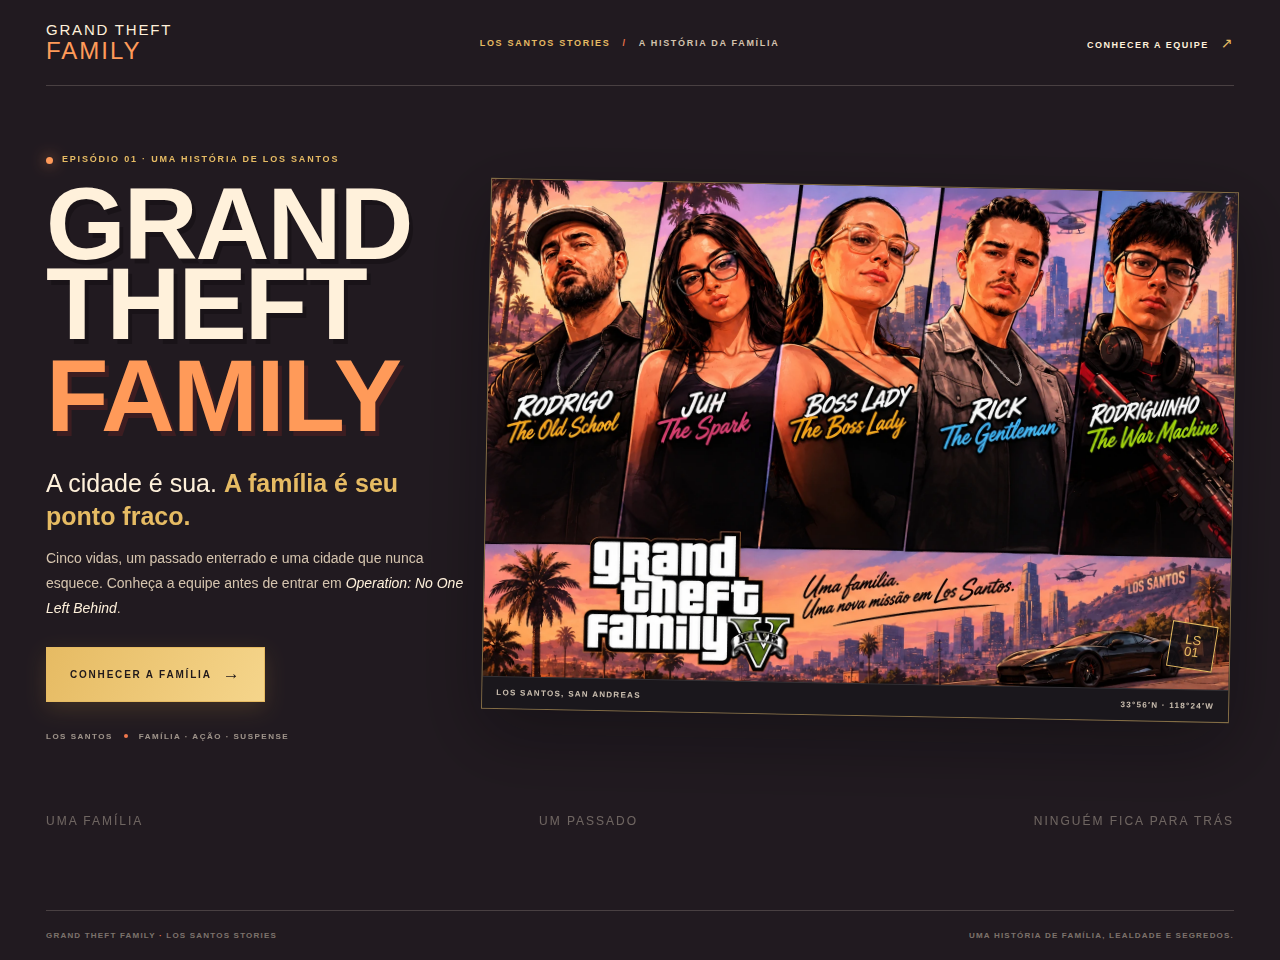 GRAND THEFT
FAMILY
LOS SANTOS STORIES / A HISTÓRIA DA FAMÍLIA
CONHECER A EQUIPE ↗
EPISÓDIO 01 · UMA HISTÓRIA DE LOS SANTOS
GRAND
THEFT
FAMILY
A cidade é sua. A família é seu
ponto fraco.
Cinco vidas, um passado enterrado e uma cidade que nunca
esquece. Conheça a equipe antes de entrar em Operation: No One
Left Behind.
CONHECER A FAMÍLIA →
LOS SANTOS • FAMÍLIA · AÇÃO · SUSPENSE
RODRIGO
The Old School
JUH
The Spark
BOSS LADY
The Boss Lady
RICK
The Gentleman
RODRIGUINHO
The War Machine
grand
theft
family
V
FIVE
Uma família.
Uma nova missão em Los Santos.
LOS SANTOS
LS
01
LOS SANTOS, SAN ANDREAS
33°56′N · 118°24′W
UMA FAMÍLIA
UM PASSADO
NINGUÉM FICA PARA TRÁS
GRAND THEFT FAMILY · LOS SANTOS STORIES
UMA HISTÓRIA DE FAMÍLIA, LEALDADE E SEGREDOS.